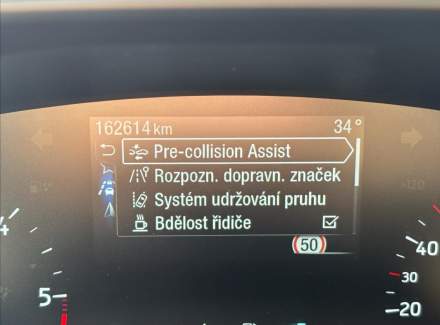 162614 km 34°
Pre-collision Assist
Rozpozn. dopravn. značek
Systém udržování pruhu
Bdělost řidiče
50
4
5
40
30
20